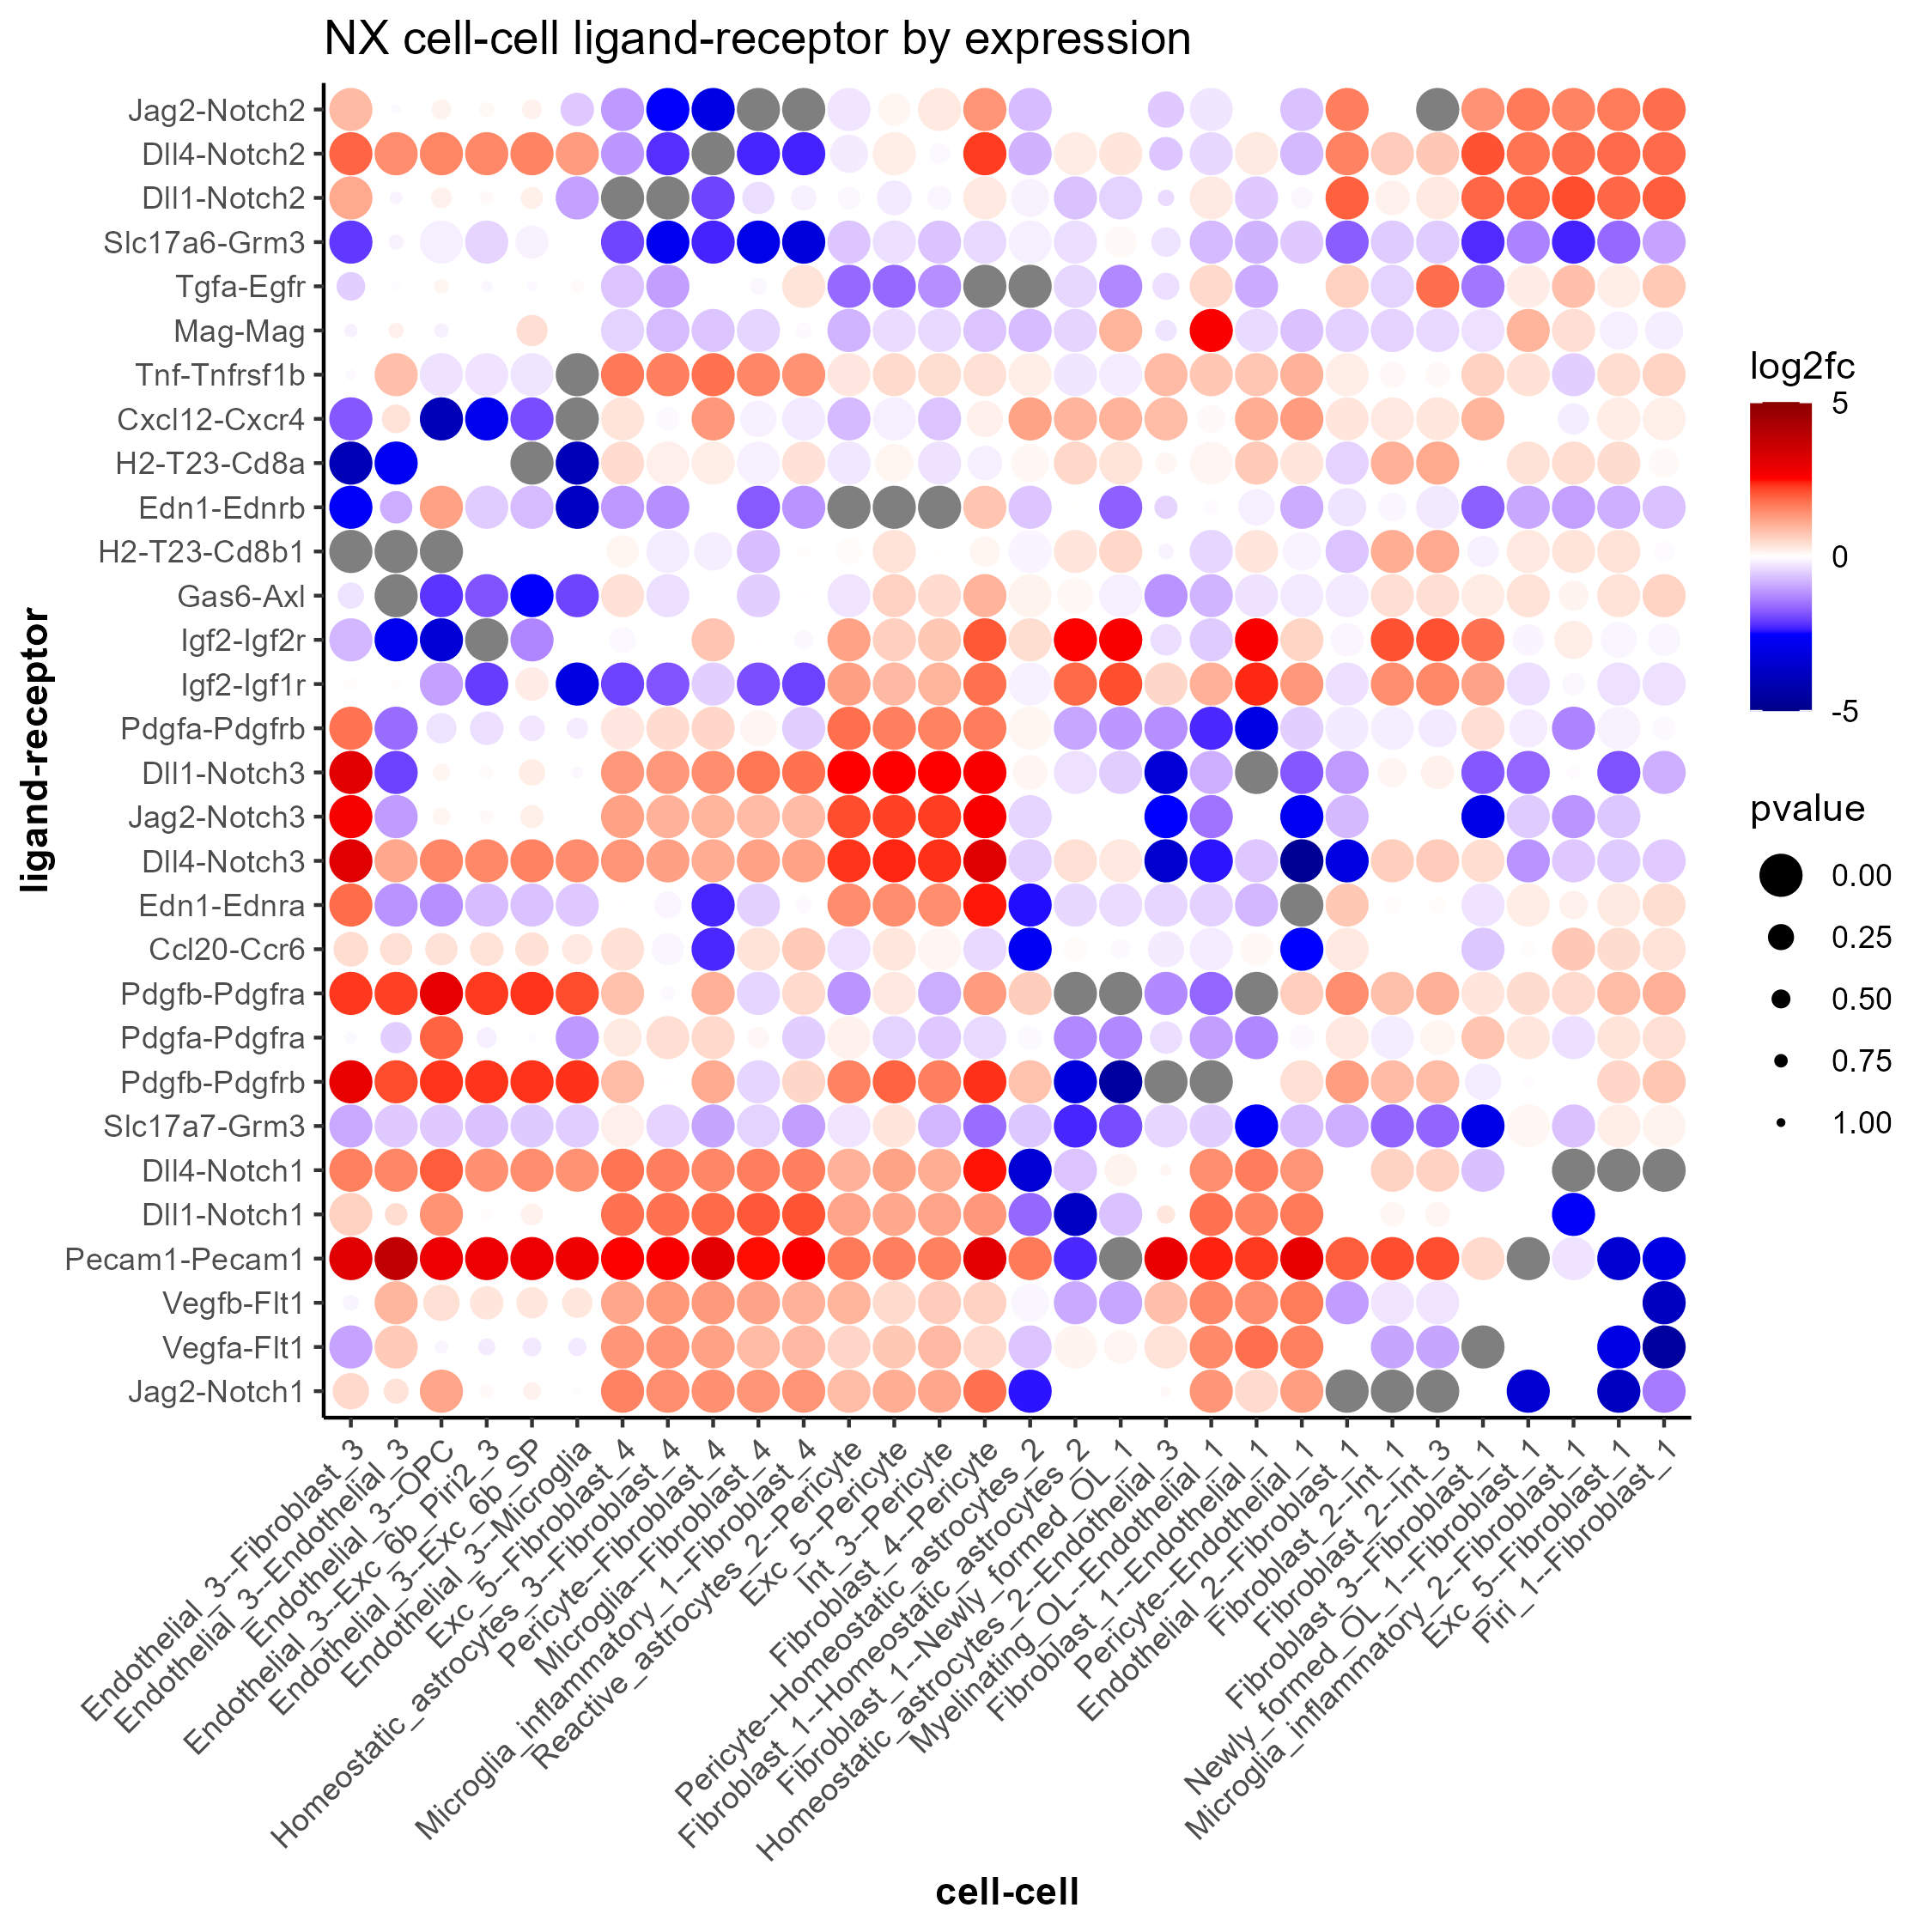 NX cell-cell ligand-receptor by expression
ligand-receptor
Jag2-Notch2
Dll4-Notch2
Dll1-Notch2
Slc17a6-Grm3
Tgfa-Egfr
Mag-Mag
Tnf-Tnfrsf1b
Cxcl12-Cxcr4
H2-T23-Cd8a
Edn1-Ednrb
H2-T23-Cd8b1
Gas6-Axl
Igf2-Igf2r
Igf2-Igf1r
Pdgfa-Pdgfrb
Dll1-Notch3
Jag2-Notch3
Dll4-Notch3
Edn1-Ednra
Ccl20-Ccr6
Pdgfb-Pdgfra
Pdgfa-Pdgfra
Pdgfb-Pdgfrb
Slc17a7-Grm3
Dll4-Notch1
Dll1-Notch1
Pecam1-Pecam1
Vegfb-Flt1
Vegfa-Flt1
Jag2-Notch1
Endothelial_3--Fibroblast_3
Endothelial_3--Endothelial_3
Endothelial_3--OPC
Endothelial_3--Exc_6b_Piri2_3
Endothelial_3--Exc_6b_SP
Endothelial_3--Microglia
Exc_5--Fibroblast_4
Homeostatic_astrocytes_3--Fibroblast_4
Pericyte--Fibroblast_4
Microglia--Fibroblast_4
Microglia_inflammatory_1--Fibroblast_4
Reactive_astrocytes_2--Pericyte
Exc_5--Pericyte
Int_3--Pericyte
Fibroblast_4--Pericyte
Pericyte--Homeostatic_astrocytes_2
Fibroblast_1--Homeostatic_astrocytes_2
Fibroblast_1--Newly_formed_OL_1
Homeostatic_astrocytes_2--Endothelial_3
Myelinating_OL--Endothelial_1
Fibroblast_1--Endothelial_1
Pericyte--Endothelial_1
Endothelial_2--Fibroblast_1
Fibroblast_2--Int_1
Fibroblast_2--Int_3
Fibroblast_3--Fibroblast_1
Newly_formed_OL_1--Fibroblast_1
Microglia_inflammatory_2--Fibroblast_1
Exc_5--Fibroblast_1
Piri_1--Fibroblast_1
cell-cell
log2fc
5
0
-5
pvalue
0.00
0.25
0.50
0.75
1.00